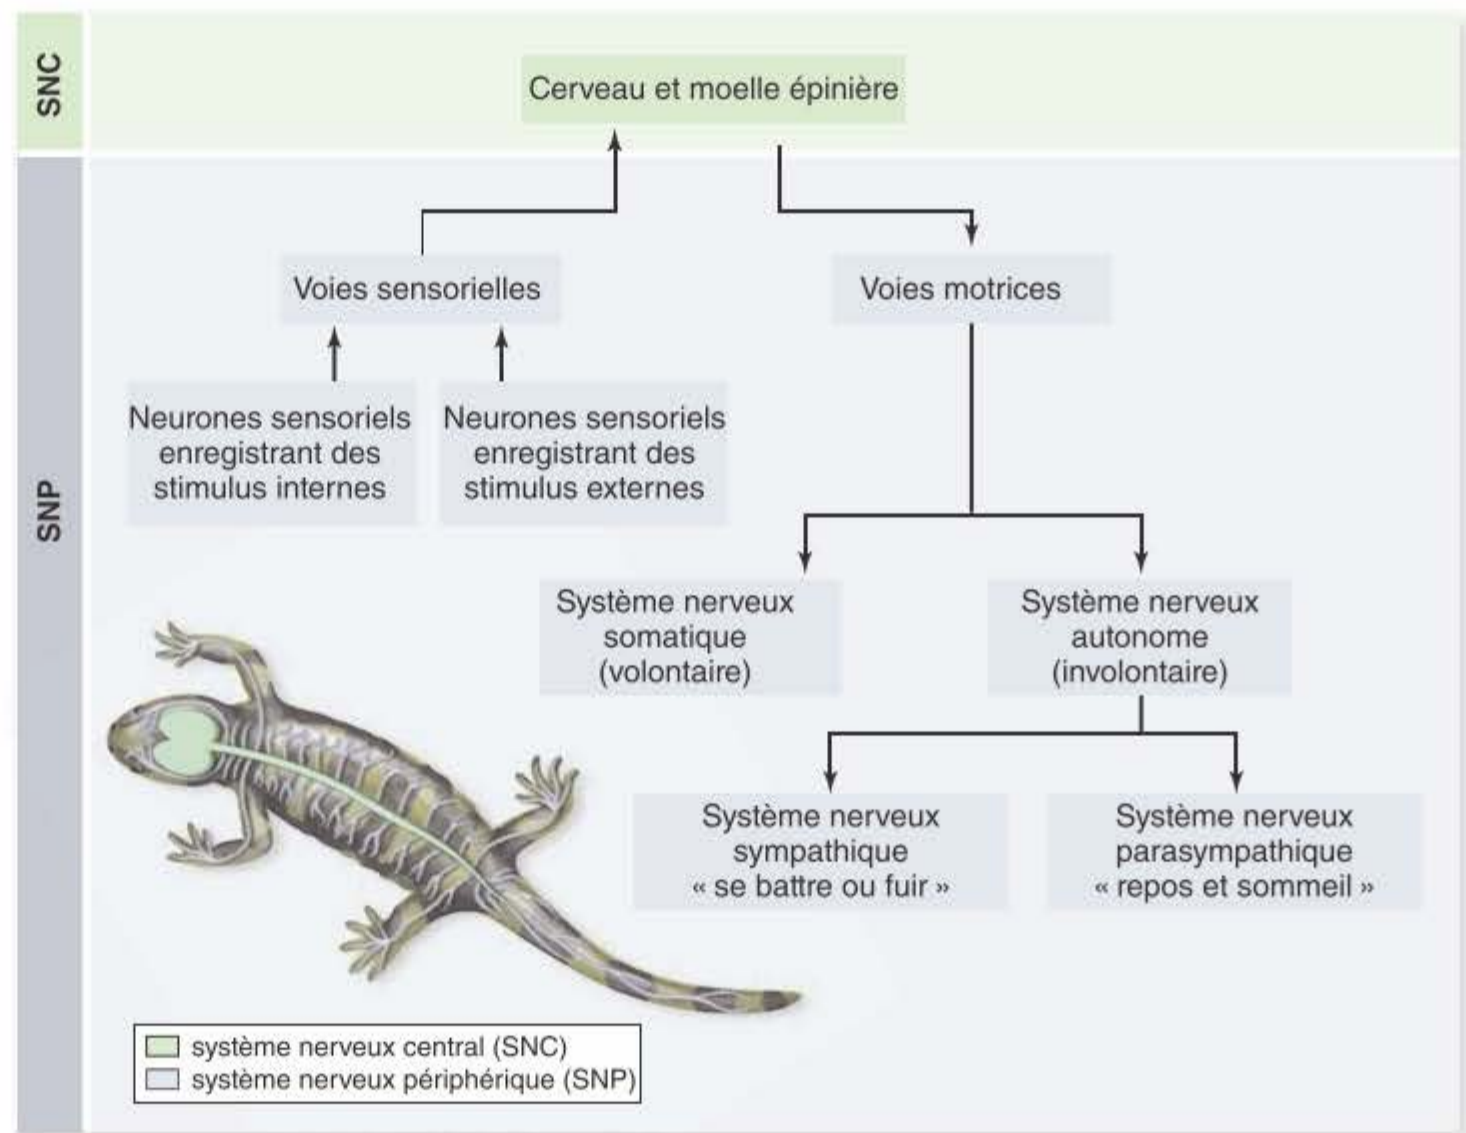 SNC
Cerveau et moelle épinière
SNP
Voies sensorielles
Voies motrices
Neurones sensoriels
enregistrant des
stimulus internes
Neurones sensoriels
enregistrant des
stimulus externes
Système nerveux
somatique
(volontaire)
Système nerveux
autonome
(involontaire)
Système nerveux
sympathique
« se battre ou fuir »
Système nerveux
parasympathique
« repos et sommeil »
système nerveux central (SNC)
système nerveux périphérique (SNP)